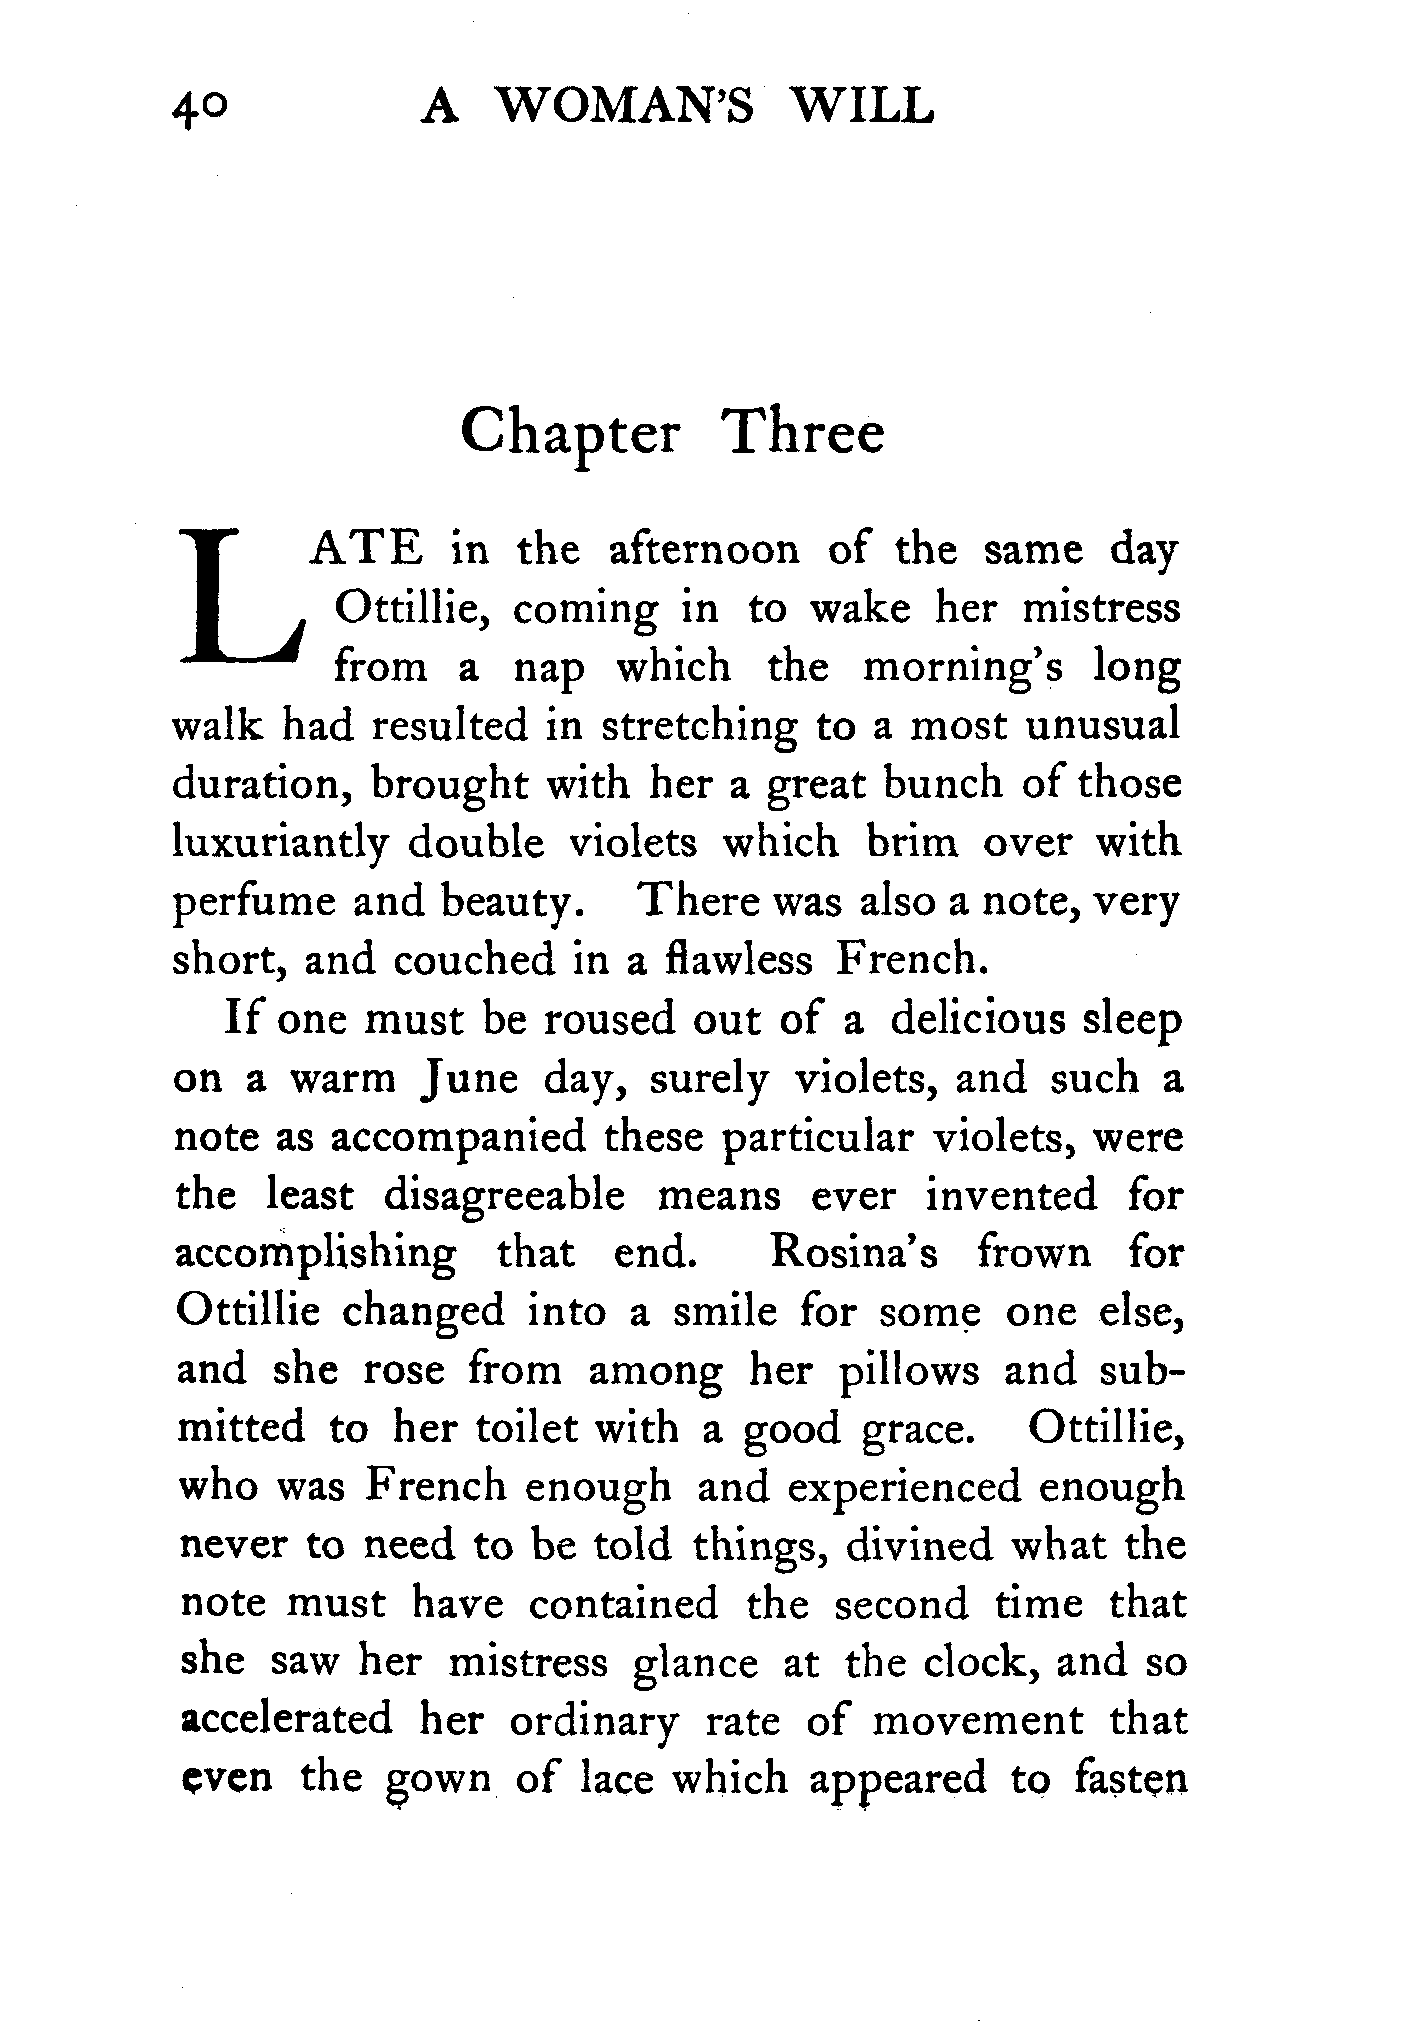 40 A WOMAN'S WILL
Chapter Three
LATE in the afternoon of the same day
Ottillie, coming in to wake her mistress
from a nap which the morning's long
walk had resulted in stretching to a most unusual
duration, brought with her a great bunch of those
luxuriantly double violets which brim over with
perfume and beauty. There was also a note, very
short, and couched in a flawless French.
If one must be roused out of a delicious sleep
on a warm June day, surely violets, and such a
note as accompanied these particular violets, were
the least disagreeable means ever invented for
accomplishing that end. Rosina's frown for
Ottillie changed into a smile for some one else,
and she rose from among her pillows and sub-
mitted to her toilet with a good grace. Ottillie,
who was French enough and experienced enough
never to need to be told things, divined what the
note must have contained the second time that
she saw her mistress glance at the clock, and so
accelerated her ordinary rate of movement that
even the gown of lace which appeared to fasten